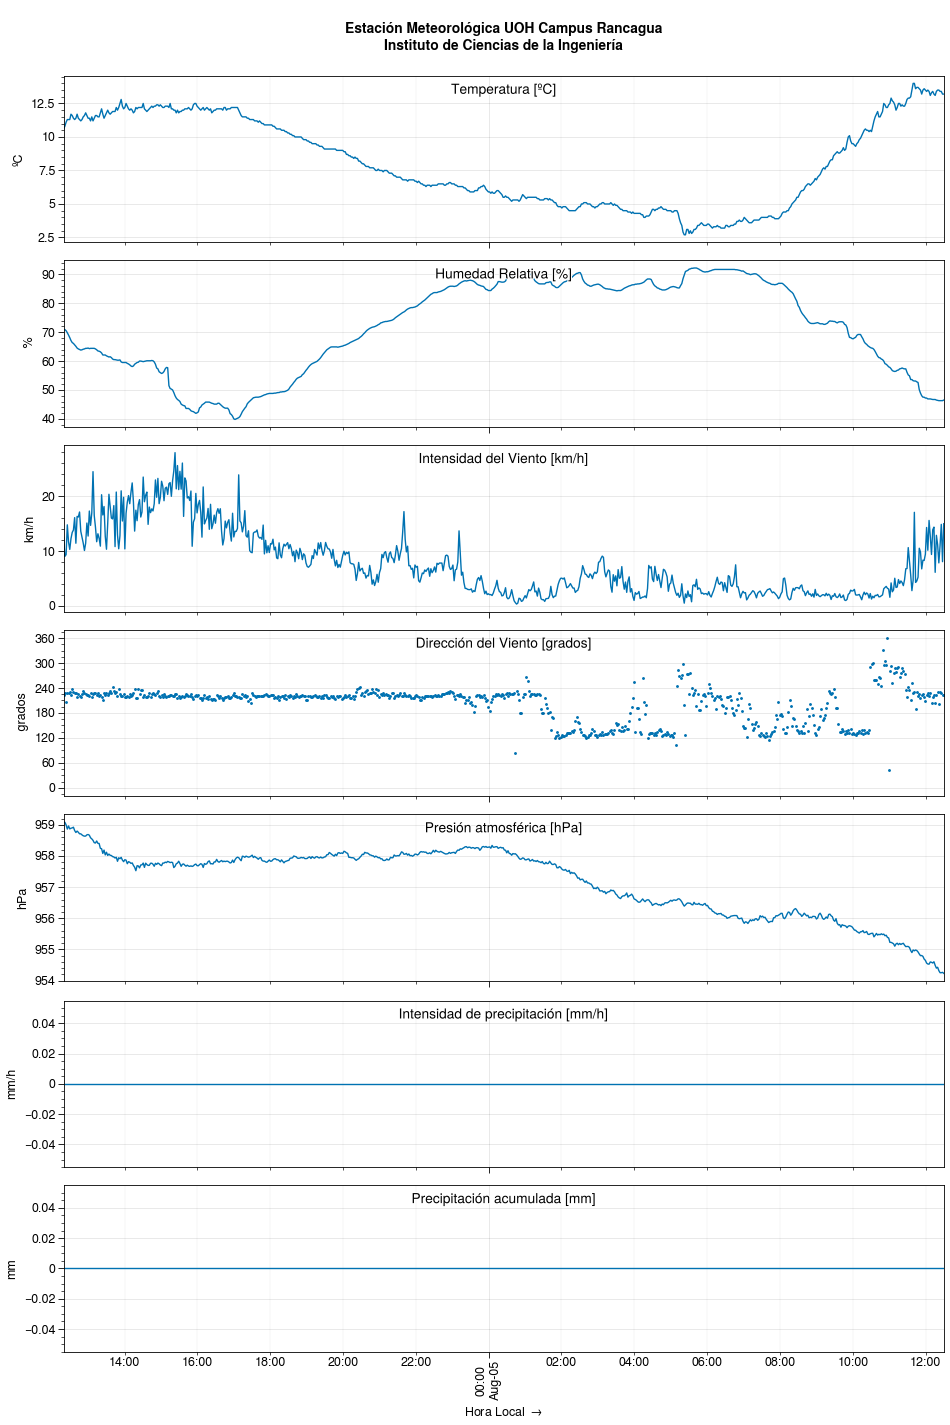 Estación Meteorológica UOH Campus Rancagua
Instituto de Ciencias de la Ingeniería
Temperatura [ºC]
12.5
10
7.5
5
2.5
ºC
Humedad Relativa [%]
90
80
70
60
50
40
%
Intensidad del Viento [km/h]
20
10
0
km/h
Dirección del Viento [grados]
360
300
240
180
120
60
0
grados
Presión atmosférica [hPa]
959
958
957
956
955
954
hPa
Intensidad de precipitación [mm/h]
0.04
0.02
0
−0.02
−0.04
mm/h
Precipitación acumulada [mm]
0.04
0.02
0
−0.02
−0.04
mm
14:00 16:00 18:00 20:00 22:00 00:00 02:00 04:00 06:00 08:00 10:00 12:00
Aug-05
Hora Local →